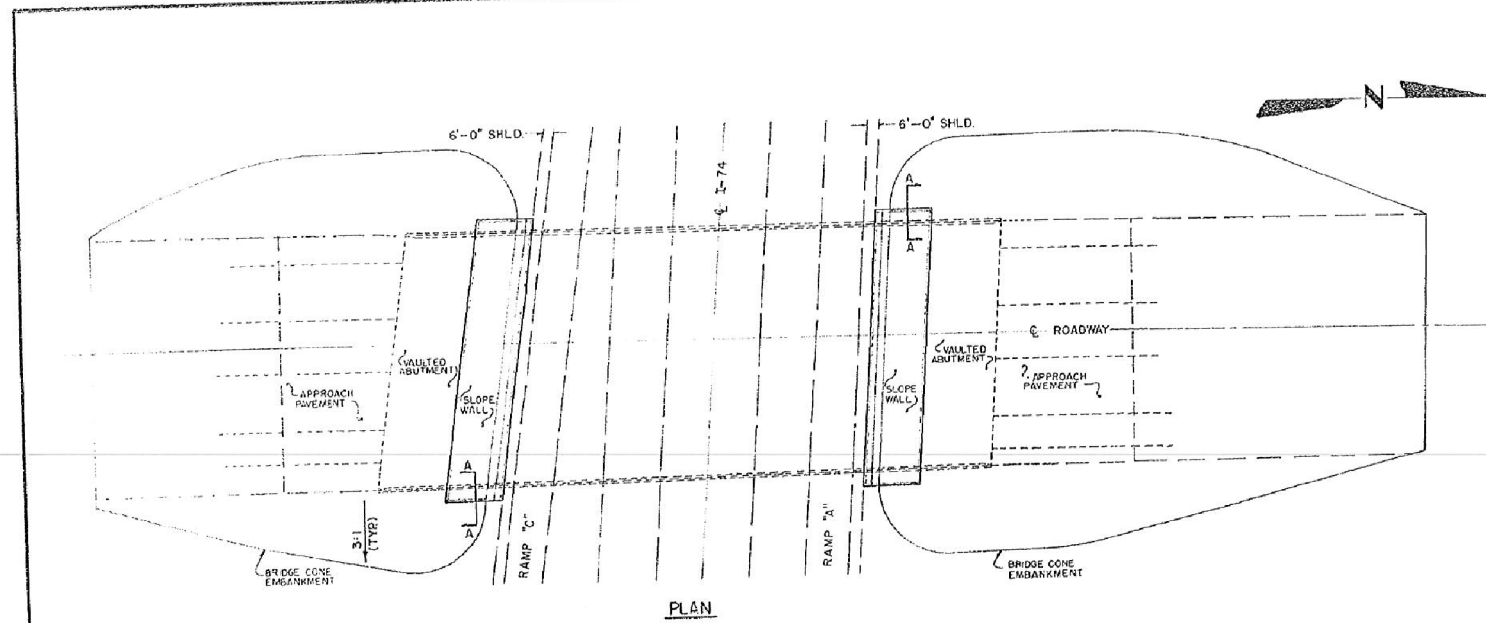 N
6'-0" SHLD.
6'-0" SHLD.
℄ I-74
A
A
VAULTED
ABUTMENT
SLOPE
WALL
APPROACH
PAVEMENT
A
A
3:1
(TYP.)
BRIDGE CONE
EMBANKMENT
RAMP "C"
RAMP "A"
SLOPE
WALL
VAULTED
ABUTMENT
℄ ROADWAY
APPROACH
PAVEMENT
BRIDGE CONE
EMBANKMENT
PLAN